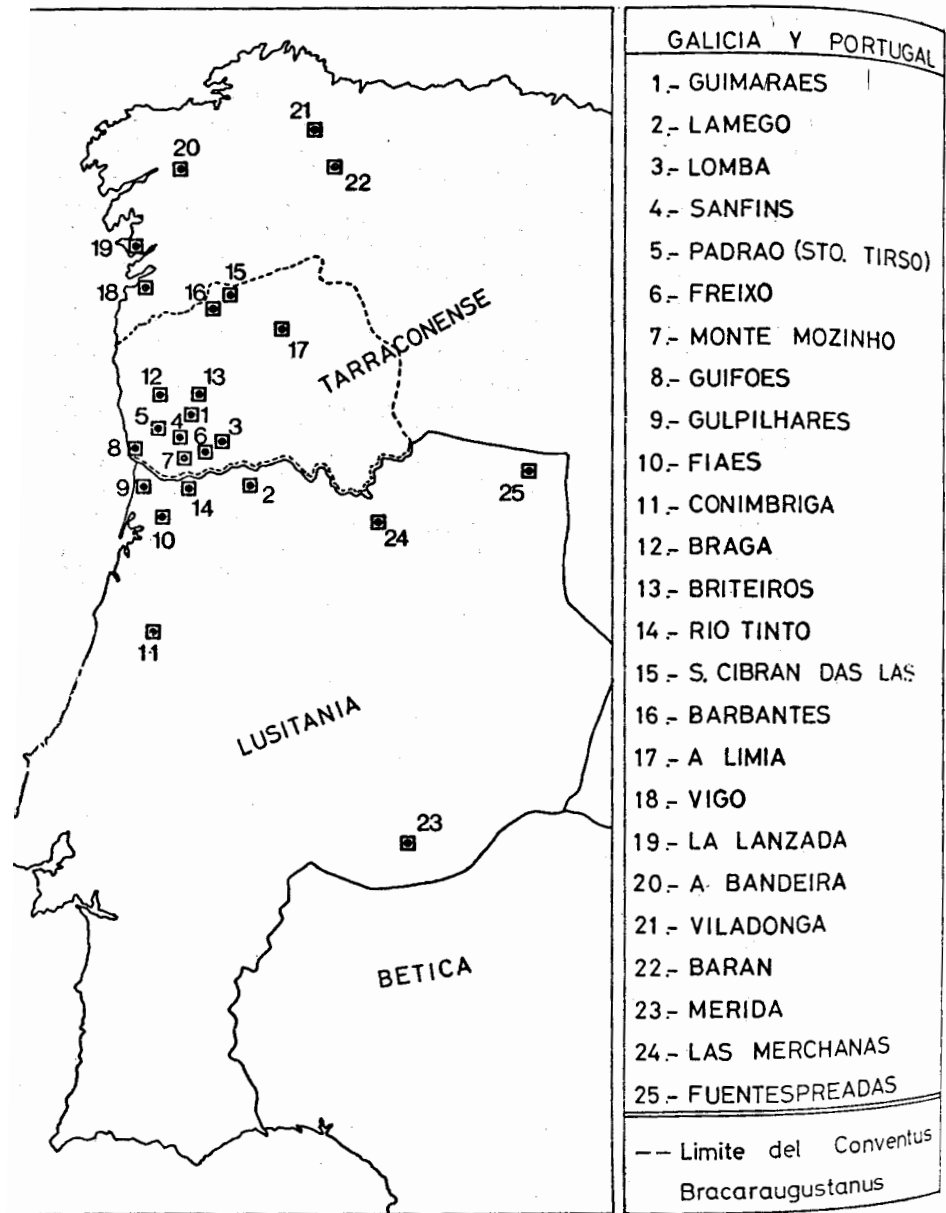 21
20
22
19
15
18
16
17
TARRACONENSE
12
13
5
4
1
6
3
8
7
9
14
2
25
10
24
11
LUSITANIA
23
BETICA
GALICIA Y PORTUGAL
1.- GUIMARAES
2.- LAMEGO
3.- LOMBA
4.- SANFINS
5.- PADRAO (STO. TIRSO)
6.- FREIXO
7.- MONTE MOZINHO
8.- GUIFOES
9.- GULPILHARES
10.- FIAES
11.- CONIMBRIGA
12.- BRAGA
13.- BRITEIROS
14.- RIO TINTO
15.- S. CIBRAN DAS LAS
16.- BARBANTES
17.- A LIMIA
18.- VIGO
19.- LA LANZADA
20.- A BANDEIRA
21.- VILADONGA
22.- BARAN
23.- MERIDA
24.- LAS MERCHANAS
25.- FUENTESPREADAS
-- Limite del Conventus
Bracaraugustanus